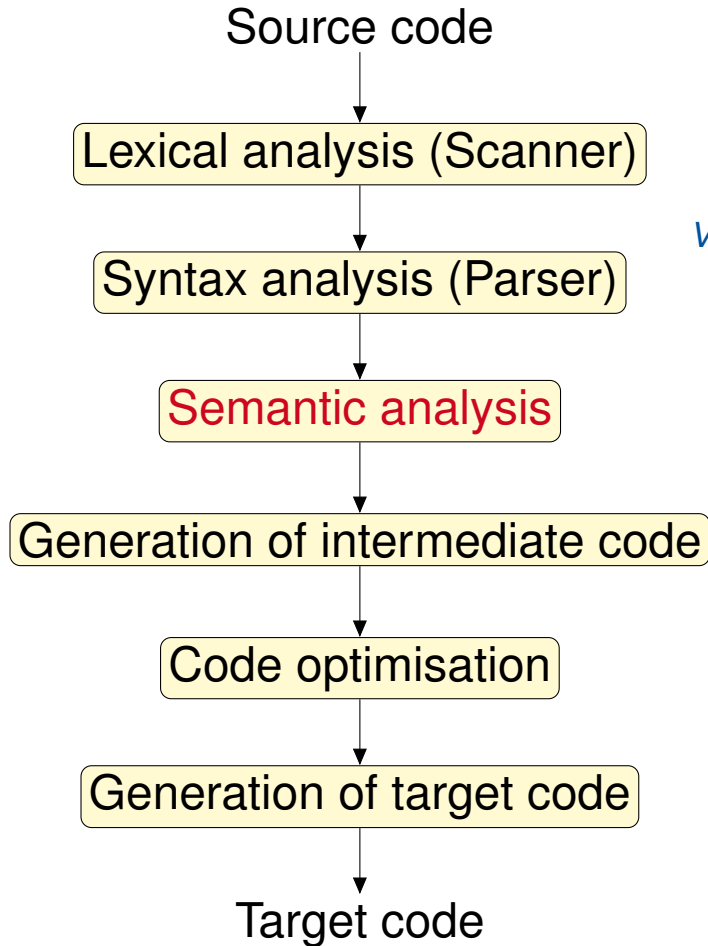 Source code
Lexical analysis (Scanner)
Syntax analysis (Parser)
Semantic analysis
Generation of intermediate code
Code optimisation
Generation of target code
Target code